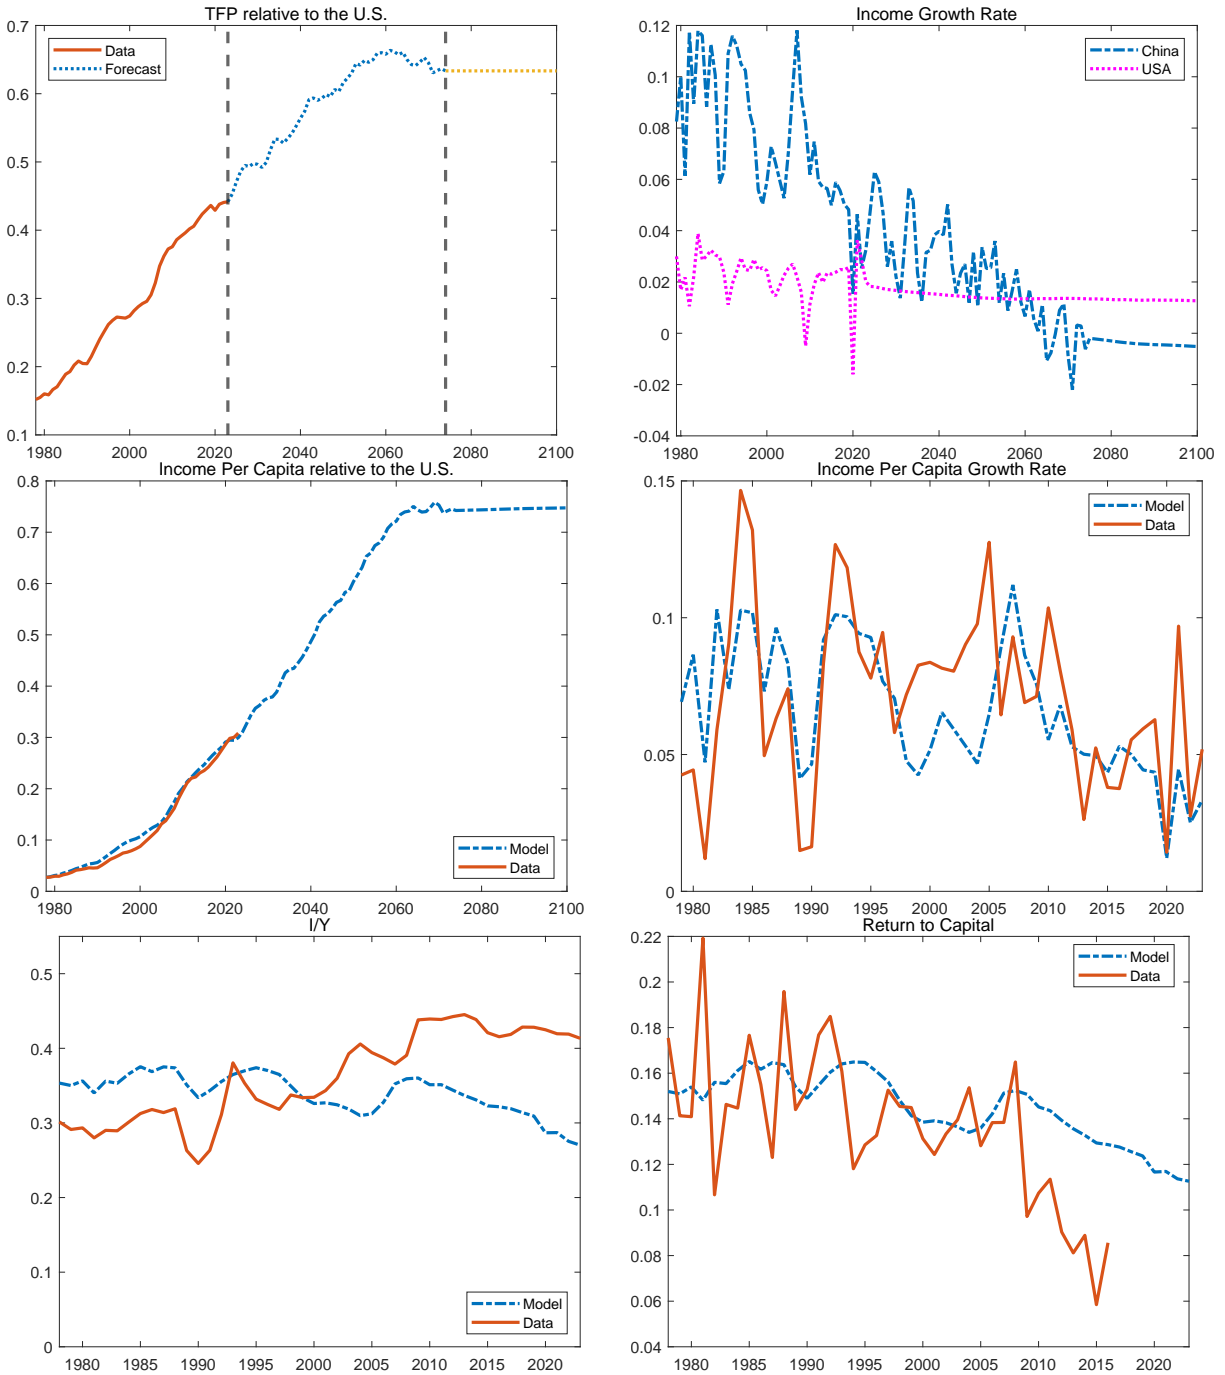 TFP relative to the U.S.
0.7
0.6
0.5
0.4
0.3
0.2
0.1
Data
Forecast
1980 2000 2020 2040 2060 2080 2100
Income Growth Rate
0.12
0.1
0.08
0.06
0.04
0.02
0
-0.02
-0.04
China
USA
1980 2000 2020 2040 2060 2080 2100
Income Per Capita relative to the U.S.
0.8
0.7
0.6
0.5
0.4
0.3
0.2
0.1
0
Model
Data
1980 2000 2020 2040 2060 2080 2100
Income Per Capita Growth Rate
0.15
0.1
0.05
0
Model
Data
1980 1985 1990 1995 2000 2005 2010 2015 2020
I/Y
0.5
0.4
0.3
0.2
0.1
0
Model
Data
1980 1985 1990 1995 2000 2005 2010 2015 2020
Return to Capital
0.22
0.2
0.18
0.16
0.14
0.12
0.1
0.08
0.06
0.04
Model
Data
1980 1985 1990 1995 2000 2005 2010 2015 2020